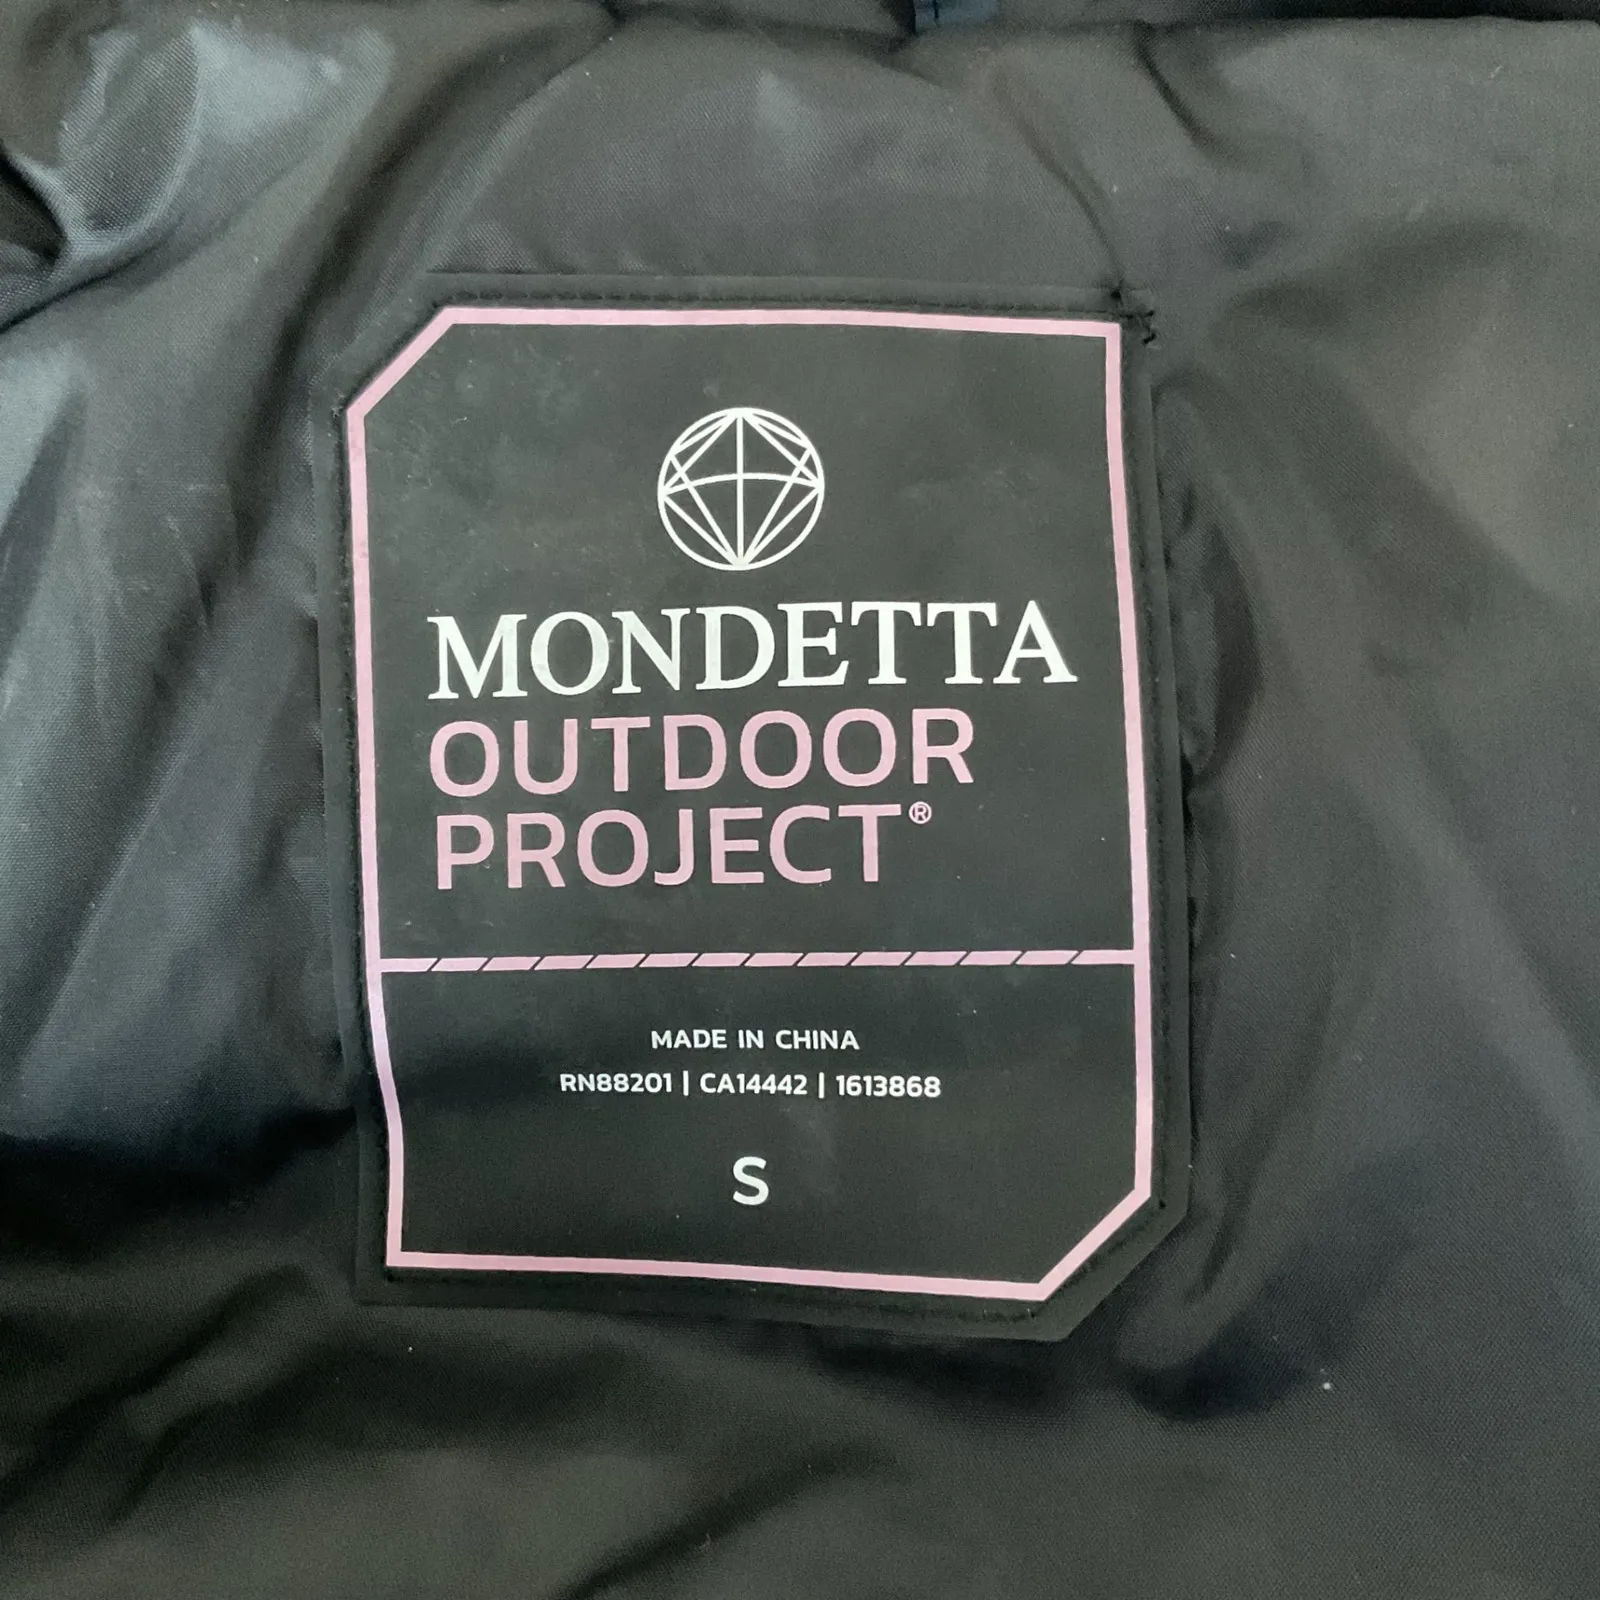 MONDETTA
OUTDOOR
PROJECT®
MADE IN CHINA
RN88201 | CA14442 | 1613868
S